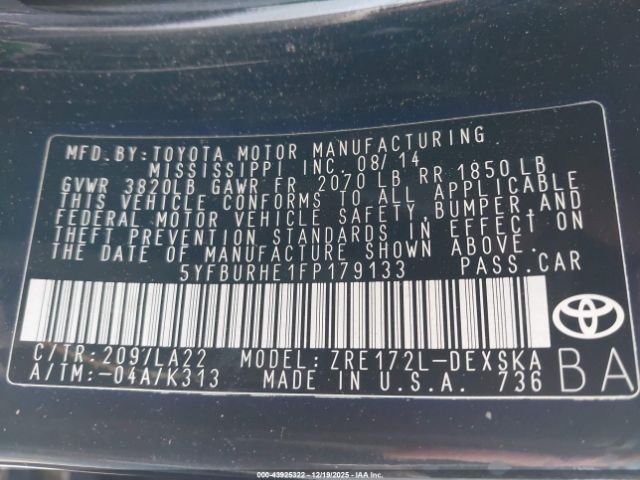 MFD.BY:TOYOTA MOTOR MANUFACTURING
MISSISSIPPI INC. 08/14
GVWR 3820LB GAWR FR 2070 LB RR 1850LB
THIS VEHICLE CONFORMS TO ALL APPLICABLE
FEDERAL MOTOR VEHICLE SAFETY,BUMPER,AND
THEFT PREVENTION STANDARDS IN EFFECT ON
THE DATE OF MANUFACTURE SHOWN ABOVE.
5YFBURHE1FP179133 PASS.CAR
C/TR:209/LA22 MODEL: ZRE172L-DEXSKA
A/TM:-04A/K313 MADE IN U.S.A. 736
BA
000-43925322 - 12/19/2025 - IAA Inc.